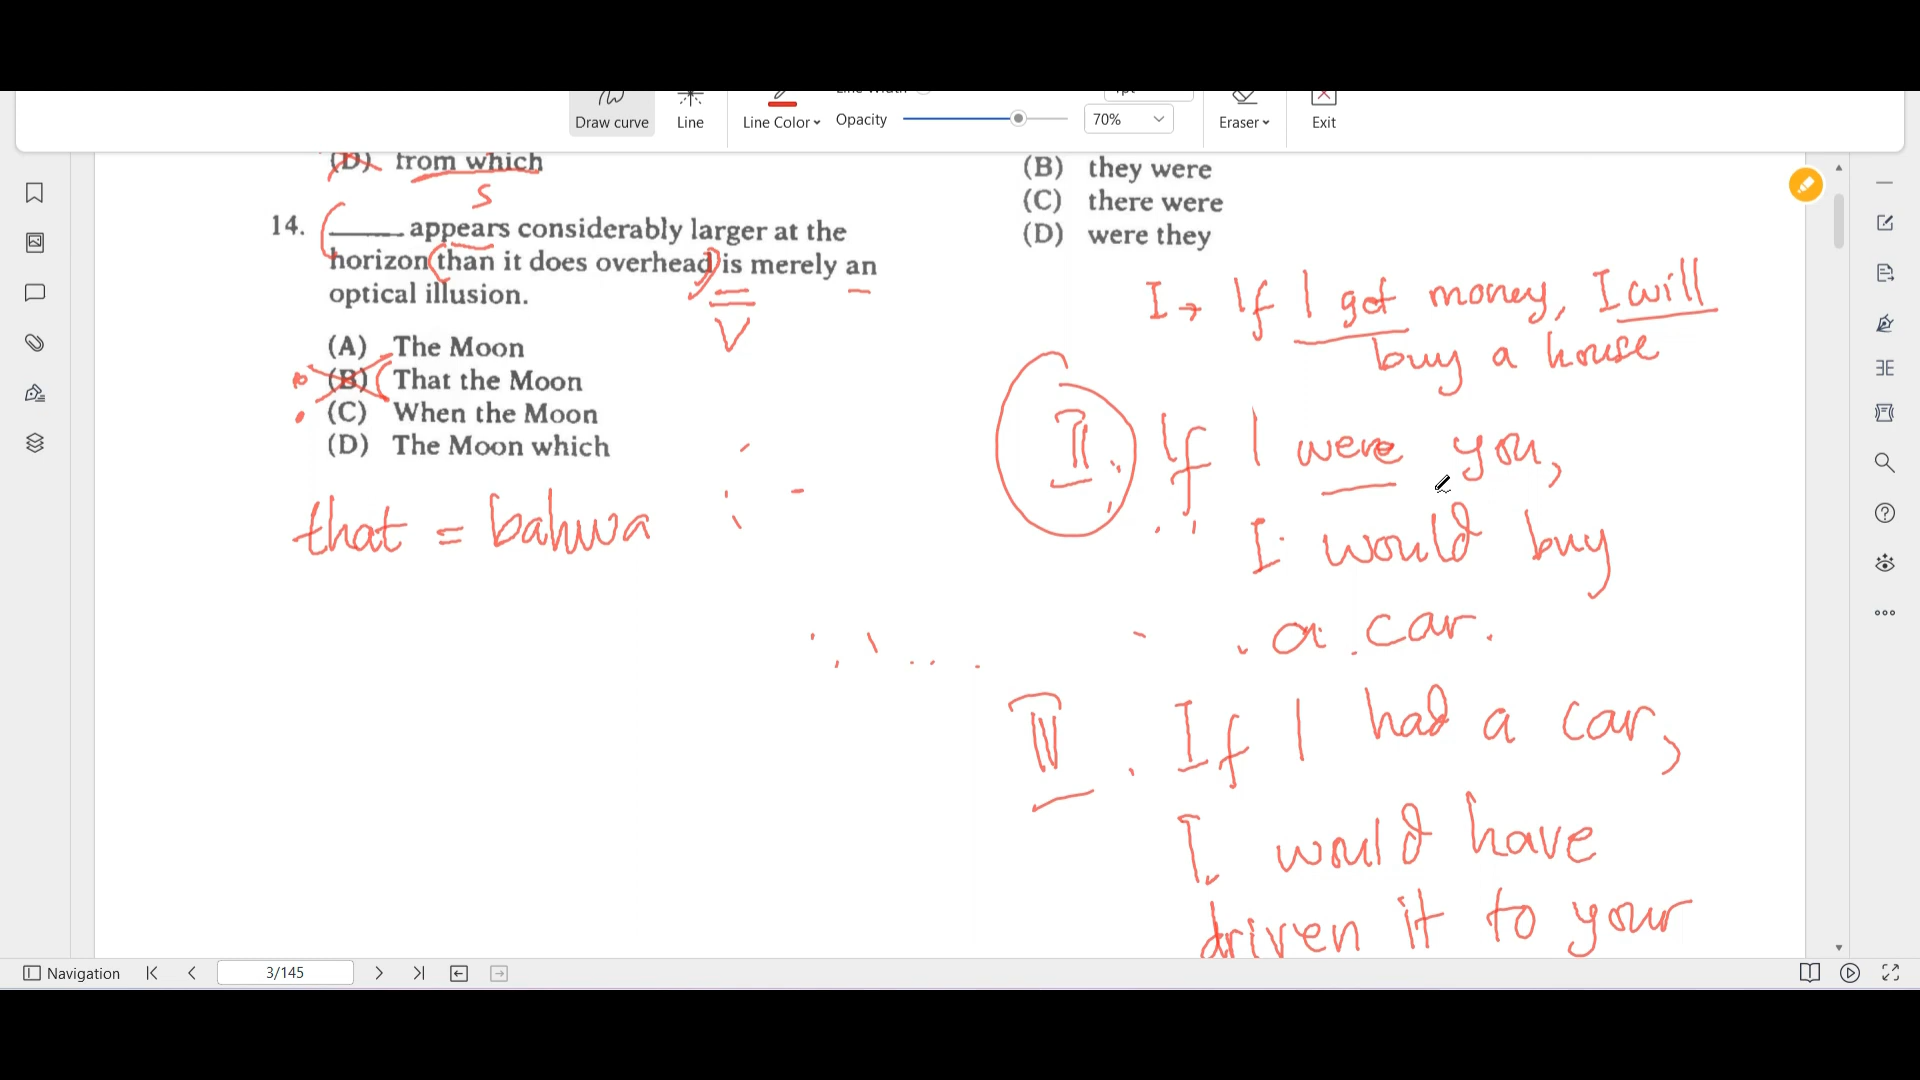 Draw curve
Line
Line Color
Opacity
70%
Eraser
Exit
(D) from which
S
14. ______ appears considerably larger at the
horizon than it does overhead is merely an
optical illusion.
V
(A) The Moon
(B) That the Moon
(C) When the Moon
(D) The Moon which
that = bahwa
(B) they were
(C) there were
(D) were they
I → If I get money, I will
buy a house
II. If I were you,
I would buy
a car.
. If I had a car,
I would have
driven it to your
Navigation
3/145